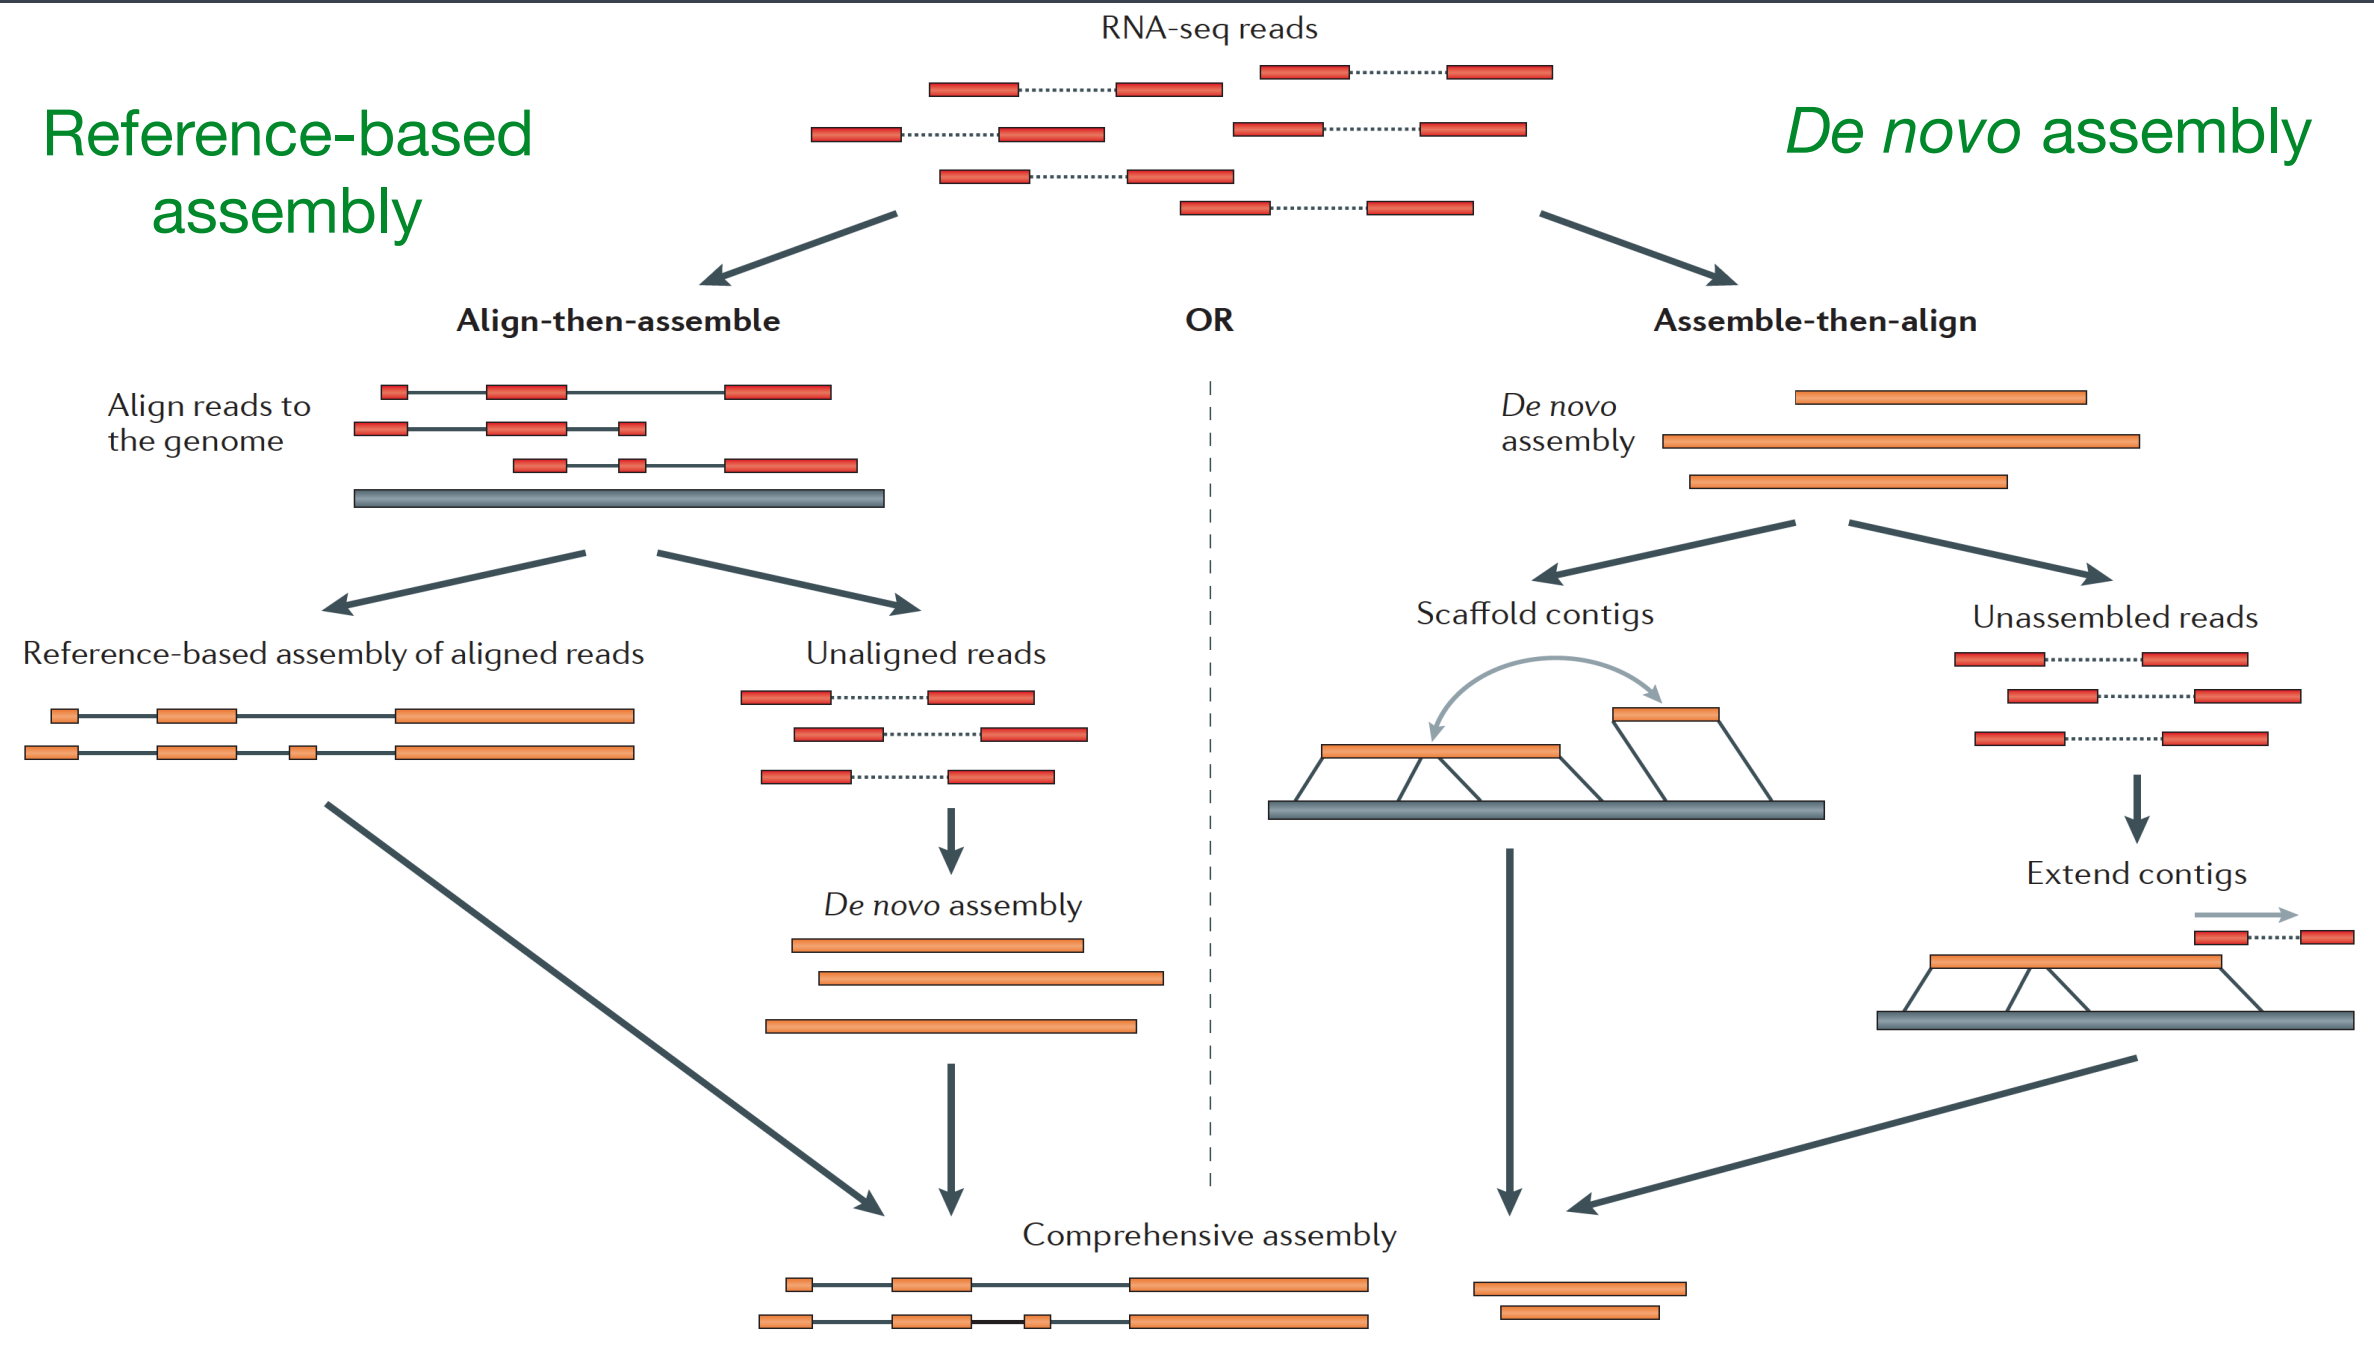 RNA-seq reads
Reference-based
assembly
De novo assembly
Align-then-assemble
OR
Assemble-then-align
Align reads to
the genome
De novo
assembly
Reference-based assembly of aligned reads
Unaligned reads
Scaffold contigs
Unassembled reads
De novo assembly
Extend contigs
Comprehensive assembly